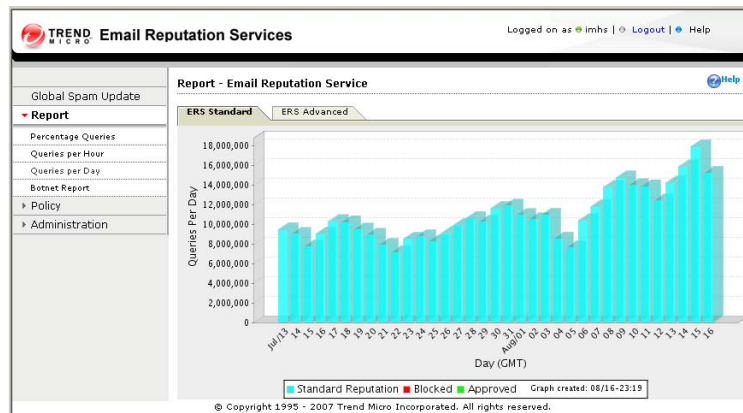 TREND MICRO Email Reputation Services
Logged on as imhs | Logout | Help
Global Spam Update
Report
Percentage Queries
Queries per Hour
Queries per Day
Botnet Report
Policy
Administration
Report - Email Reputation Service
Help
ERS Standard ERS Advanced
Queries Per Day
18,000,000
16,000,000
14,000,000
12,000,000
10,000,000
8,000,000
6,000,000
4,000,000
2,000,000
0
Jul/13 14 15 16 17 18 19 20 21 22 23 24 25 26 27 28 29 30 31 Aug/01 02 03 04 05 06 07 08 09 10 11 12 13 14 15 16
Day (GMT)
Standard Reputation Blocked Approved Graph created: 08/16-23:19
© Copyright 1995 - 2007 Trend Micro Incorporated. All rights reserved.